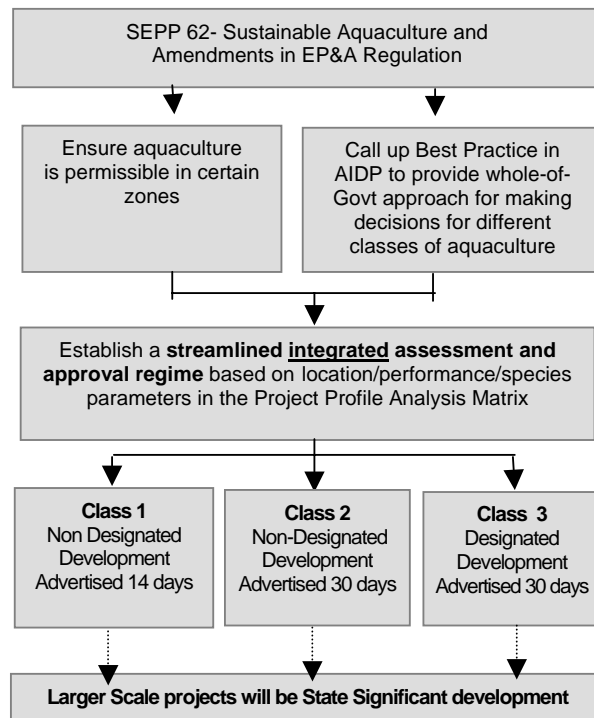 SEPP 62- Sustainable Aquaculture and
Amendments in EP&A Regulation
Ensure aquaculture
is permissible in certain
zones
Call up Best Practice in
AIDP to provide whole-of-
Govt approach for making
decisions for different
classes of aquaculture
Establish a streamlined integrated assessment and
approval regime based on location/performance/species
parameters in the Project Profile Analysis Matrix
Class 1
Non Designated
Development
Advertised 14 days
Class 2
Non-Designated
Development
Advertised 30 days
Class 3
Designated
Development
Advertised 30 days
Larger Scale projects will be State Significant development